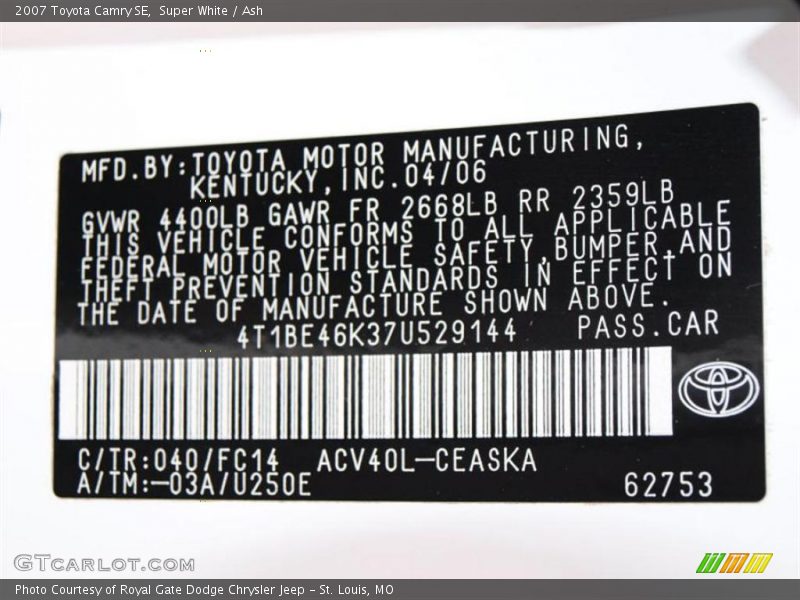 2007 Toyota Camry SE, Super White / Ash
MFD.BY:TOYOTA MOTOR MANUFACTURING,
KENTUCKY,INC.04/06
GVWR 4400LB GAWR FR 2668LB RR 2359LB
THIS VEHICLE CONFORMS TO ALL APPLICABLE
FEDERAL MOTOR VEHICLE SAFETY,BUMPER,AND
THEFT PREVENTION STANDARDS IN EFFECT ON
THE DATE OF MANUFACTURE SHOWN ABOVE.
4T1BE46K37U529144 PASS.CAR
C/TR:040/FC14 ACV40L-CEASKA
A/TM:-03A/U250E 62753
GTCARLOT.COM
Photo Courtesy of Royal Gate Dodge Chrysler Jeep - St. Louis, MO